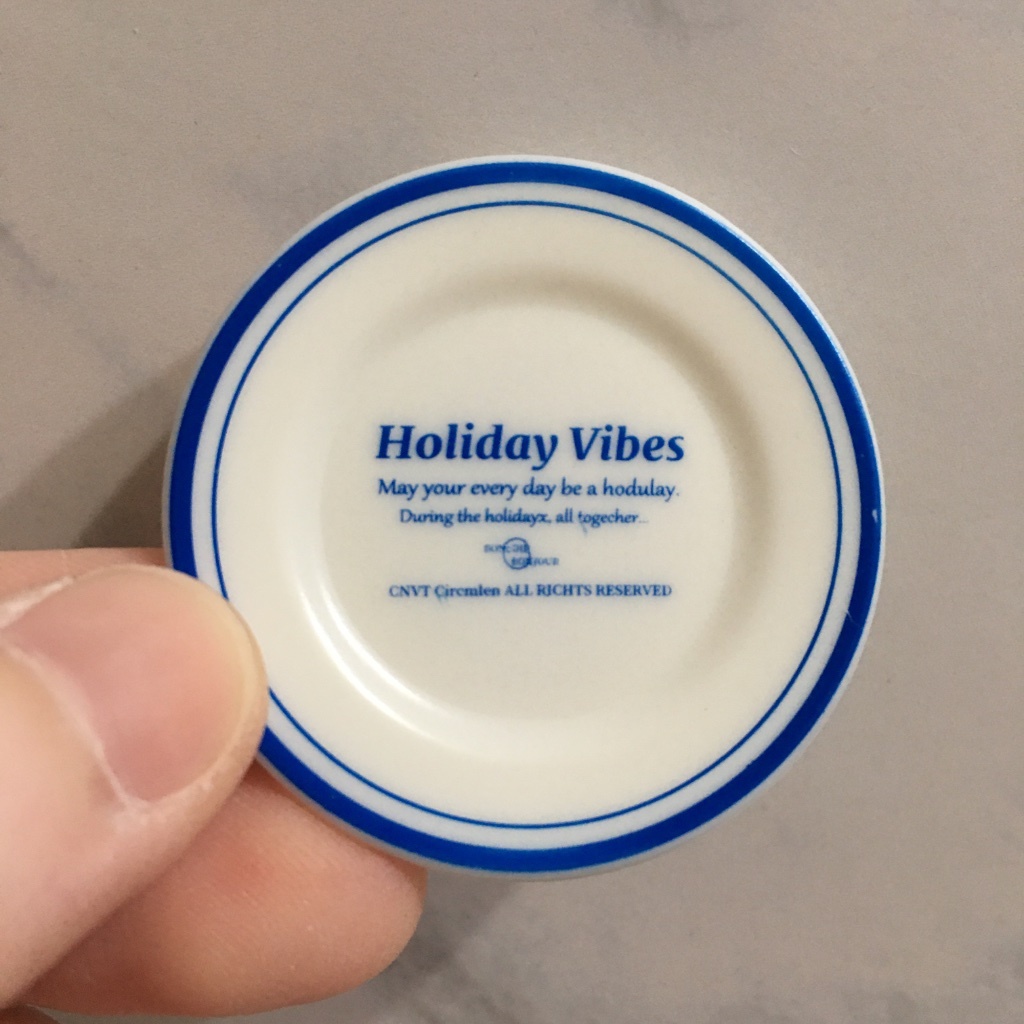 Holiday Vibes
May your every day be a hodulay.
During the holidayx, all togecher...
CNVT Circmlen ALL RICHTS RESERVED